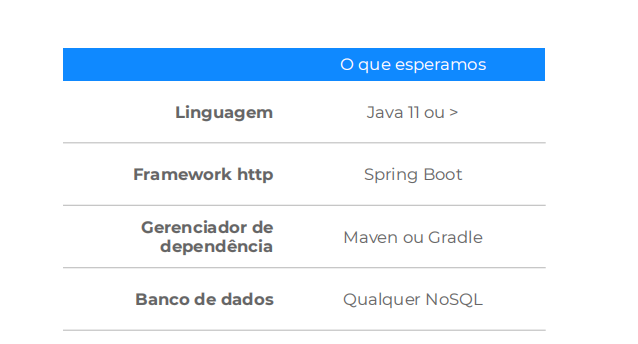 O que esperamos
Linguagem Java 11 ou >
Framework http Spring Boot
Gerenciador de
dependência Maven ou Gradle
Banco de dados Qualquer NoSQL